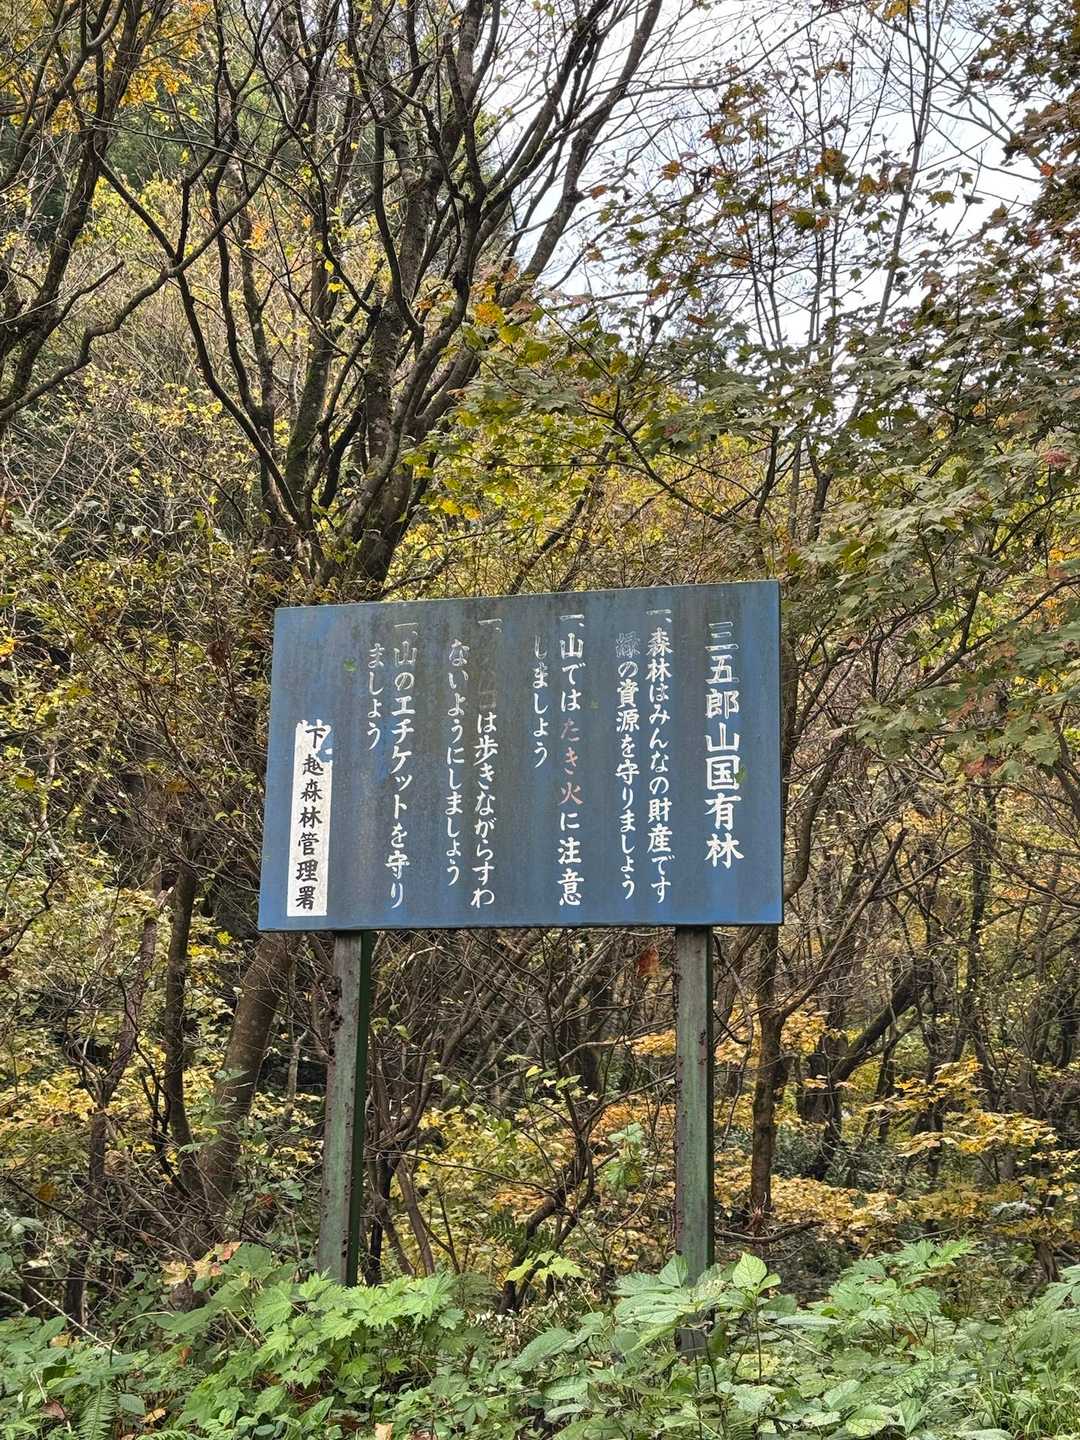 三五郎山国有林
一、森林はみんなの財産です
緑の資源を守りましょう
一、山ではたき火に注意
しましょう
一、は歩きながらすわ
ないようにしましょう
一、山のエチケットを守り
ましょう
下越森林管理署